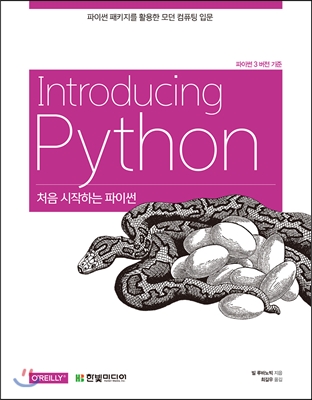 파이썬 패키지를 활용한 모던 컴퓨팅 입문
파이썬 3 버전 기준
Introducing
Python
처음 시작하는 파이썬
O'REILLY®
한빛미디어
빌 루바노빅 지음
최길우 옮김